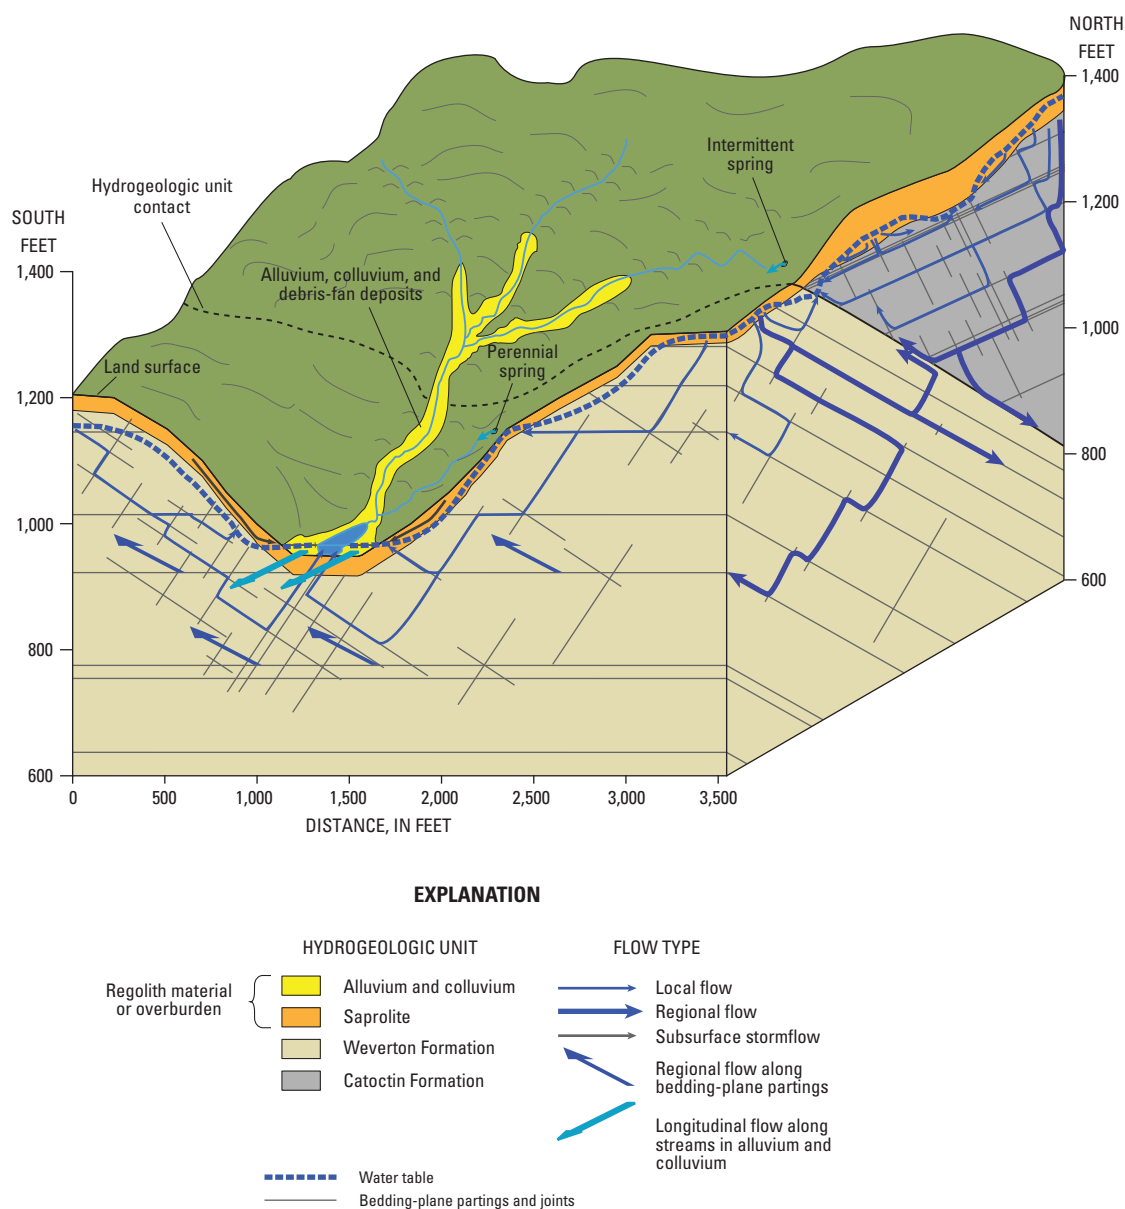 NORTH
FEET
1,400
1,200
1,000
800
600
Intermittent
spring
Hydrogeologic unit
contact
SOUTH
FEET
1,400
1,200
1,000
800
600
Alluvium, colluvium, and
debris-fan deposits
Perennial
spring
Land surface
0
500
1,000
1,500
2,000
2,500
3,000
3,500
DISTANCE, IN FEET
EXPLANATION
HYDROGEOLOGIC UNIT
Regolith material
or overburden
Alluvium and colluvium
Saprolite
Weverton Formation
Catoctin Formation
FLOW TYPE
Local flow
Regional flow
Subsurface stormflow
Regional flow along
bedding-plane partings
Longitudinal flow along
streams in alluvium and
colluvium
Water table
Bedding-plane partings and joints